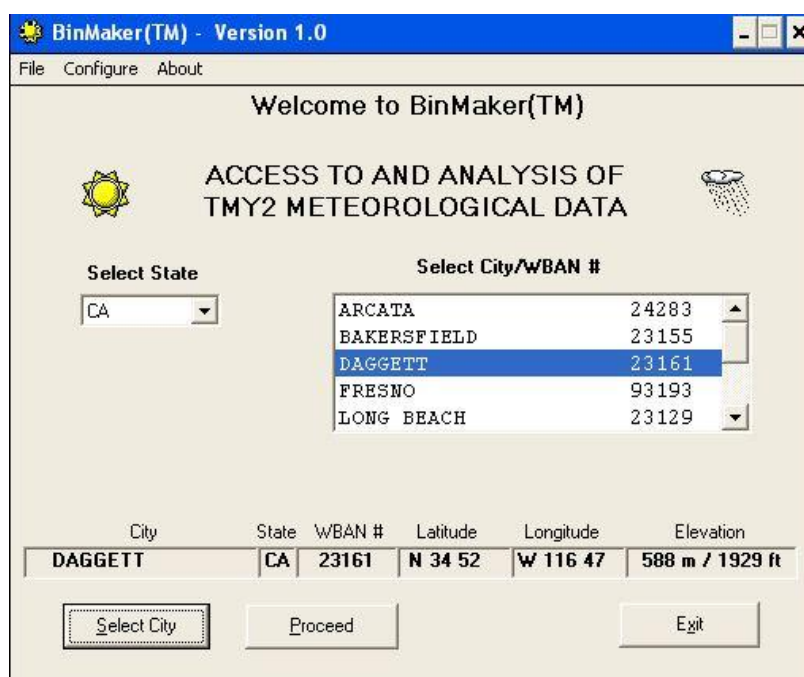 BinMaker(TM) - Version 1.0
File Configure About
Welcome to BinMaker(TM)
ACCESS TO AND ANALYSIS OF
TMY2 METEOROLOGICAL DATA
Select State
CA
Select City/WBAN #
ARCATA 24283
BAKERSFIELD 23155
DAGGETT 23161
FRESNO 93193
LONG BEACH 23129
City State WBAN # Latitude Longitude Elevation
DAGGETT CA 23161 N 34 52 W 116 47 588 m / 1929 ft
Select City Proceed Exit